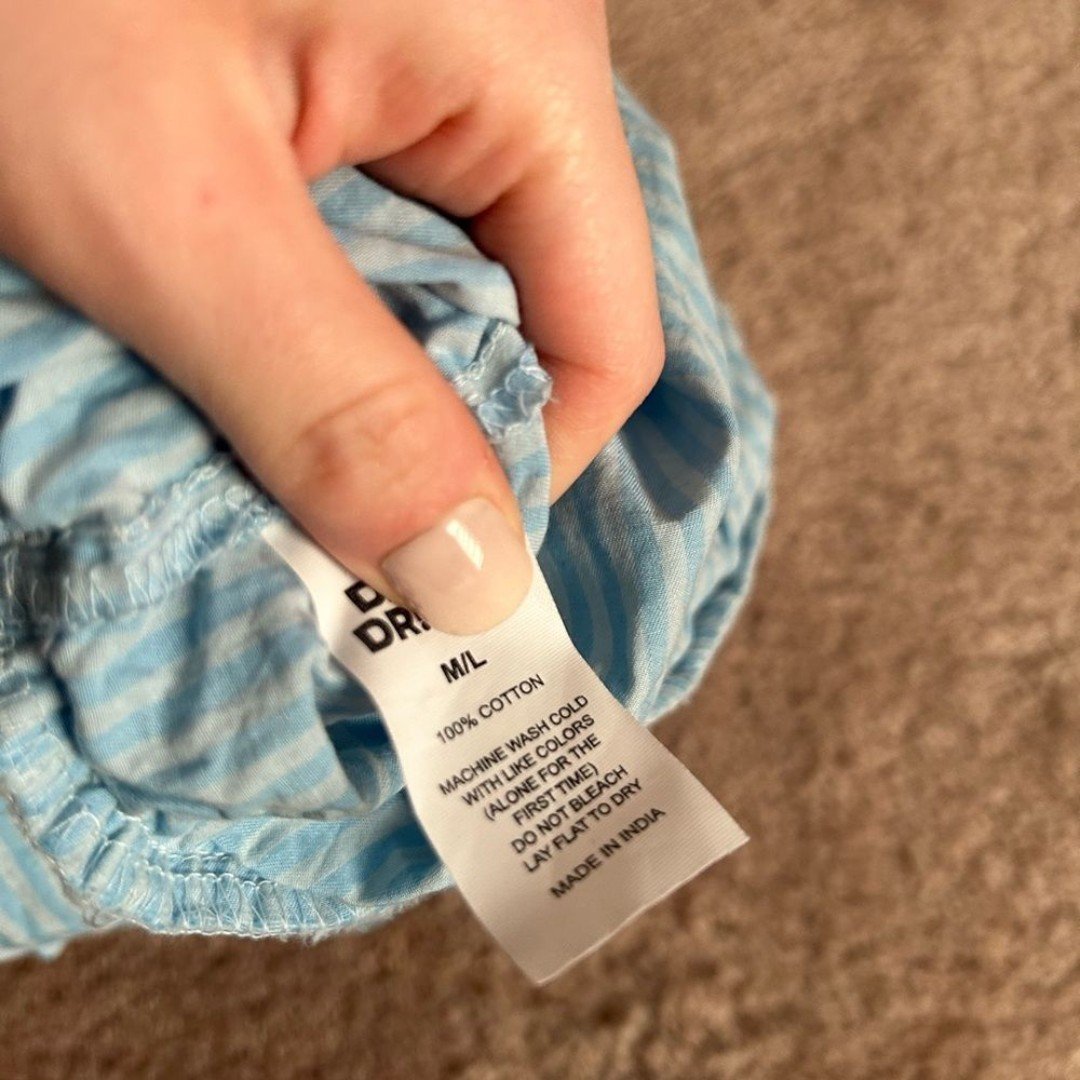 M/L
100% COTTON
MACHINE WASH COLD
WITH LIKE COLORS
(ALONE FOR THE
FIRST TIME)
DO NOT BLEACH
LAY FLAT TO DRY
MADE IN INDIA